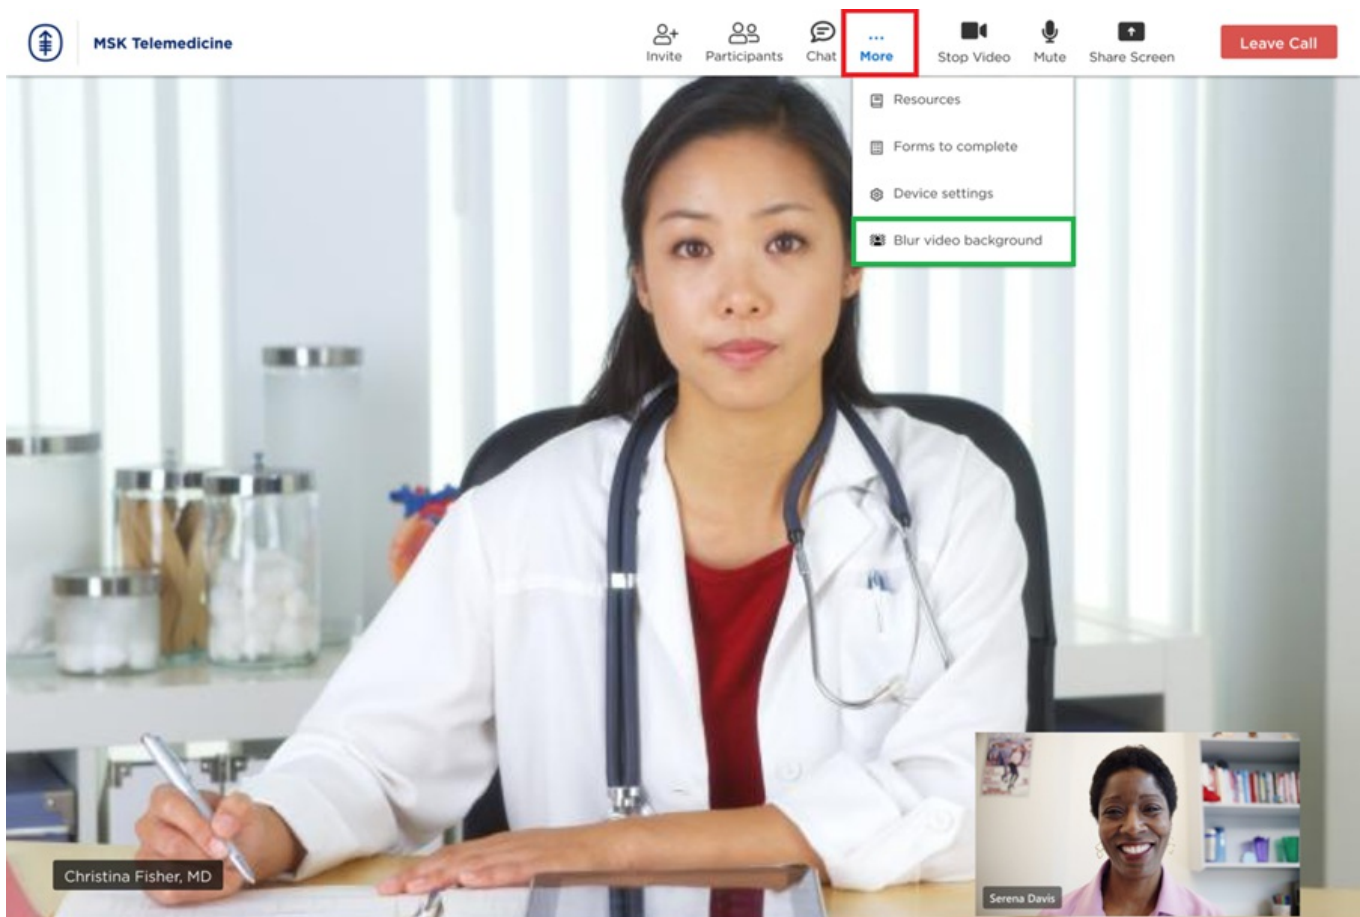 MSK Telemedicine
Invite
Participants
Chat
...
More
Stop Video
Mute
Share Screen
Leave Call
Resources
Forms to complete
Device settings
Blur video background
Christina Fisher, MD
Serena Davis